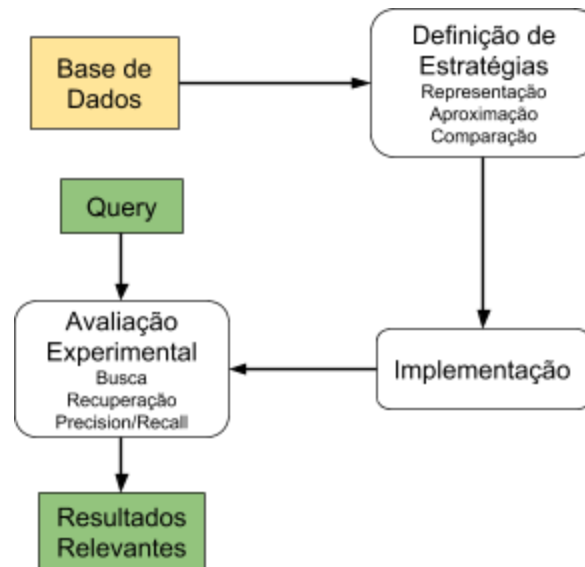 Base de
Dados
Definição de
Estratégias
Representação
Aproximação
Comparação
Query
Avaliação
Experimental
Busca
Recuperação
Precision/Recall
Implementação
Resultados
Relevantes